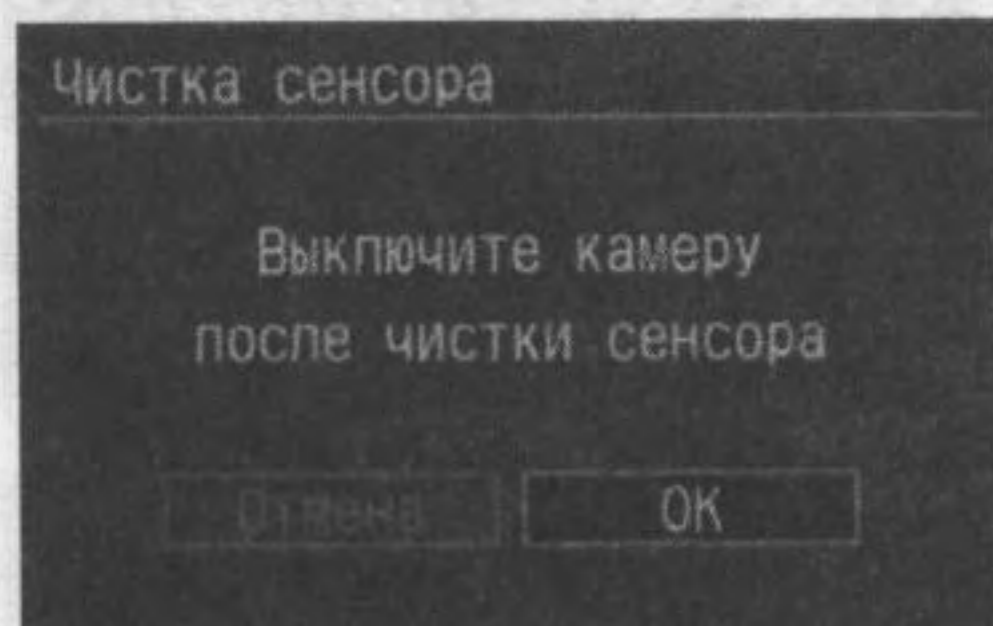 Чистка сенсора
Выключите камеру
после чистки сенсора
Отмена
OK